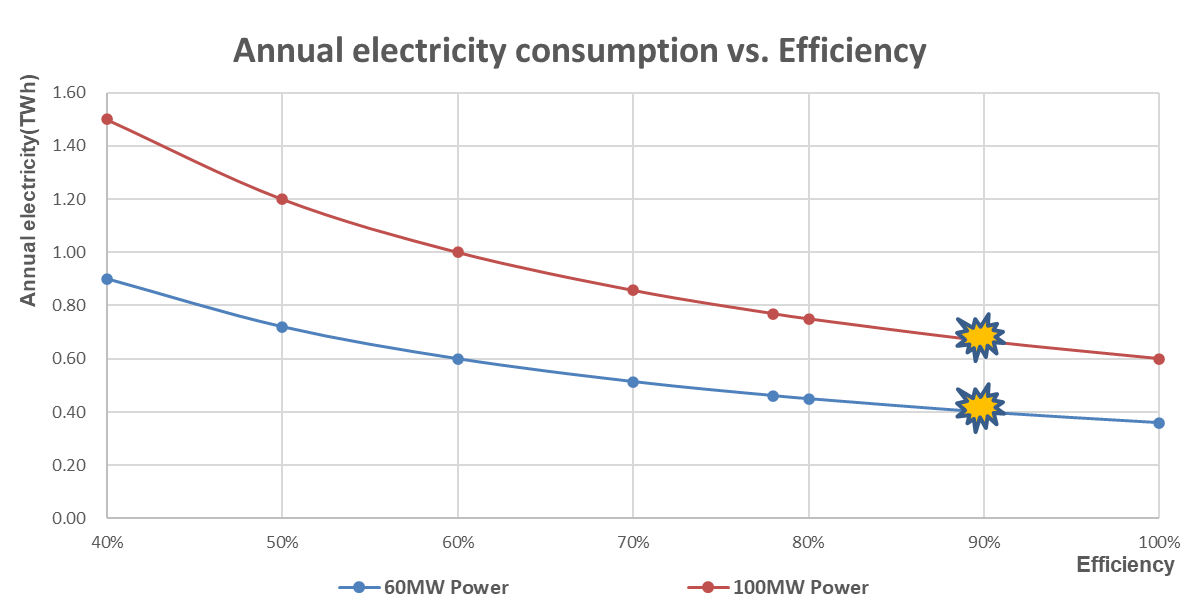 Annual electricity consumption vs. Efficiency
Annual electricity(TWh)
1.60
1.40
1.20
1.00
0.80
0.60
0.40
0.20
0.00
40% 50% 60% 70% 80% 90% 100%
Efficiency
60MW Power 100MW Power